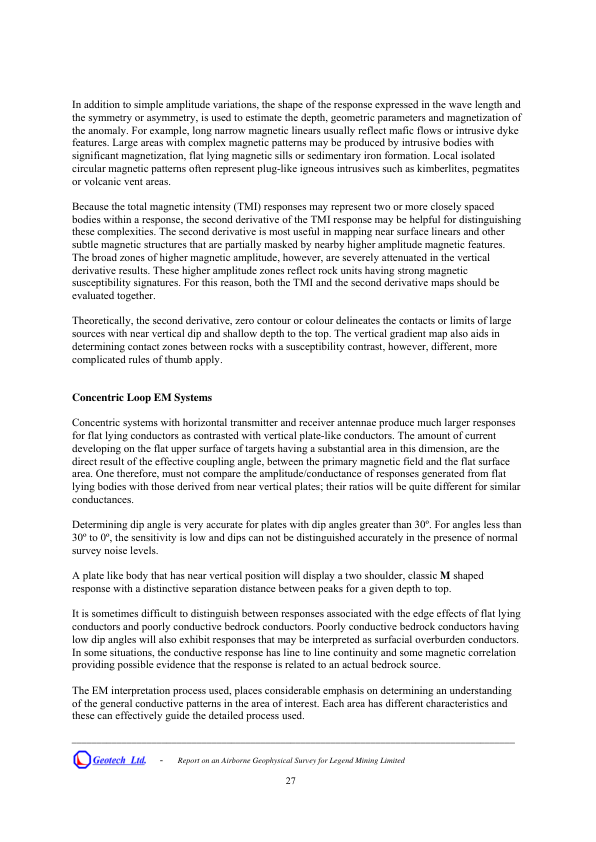 In addition to simple amplitude variations, the shape of the response expressed in the wave length and
the symmetry or asymmetry, is used to estimate the depth, geometric parameters and magnetization of
the anomaly. For example, long narrow magnetic linears usually reflect mafic flows or intrusive dyke
features. Large areas with complex magnetic patterns may be produced by intrusive bodies with
significant magnetization, flat lying magnetic sills or sedimentary iron formation. Local isolated
circular magnetic patterns often represent plug-like igneous intrusives such as kimberlites, pegmatites
or volcanic vent areas.
Because the total magnetic intensity (TMI) responses may represent two or more closely spaced
bodies within a response, the second derivative of the TMI response may be helpful for distinguishing
these complexities. The second derivative is most useful in mapping near surface linears and other
subtle magnetic structures that are partially masked by nearby higher amplitude magnetic features.
The broad zones of higher magnetic amplitude, however, are severely attenuated in the vertical
derivative results. These higher amplitude zones reflect rock units having strong magnetic
susceptibility signatures. For this reason, both the TMI and the second derivative maps should be
evaluated together.
Theoretically, the second derivative, zero contour or colour delineates the contacts or limits of large
sources with near vertical dip and shallow depth to the top. The vertical gradient map also aids in
determining contact zones between rocks with a susceptibility contrast, however, different, more
complicated rules of thumb apply.
Concentric Loop EM Systems
Concentric systems with horizontal transmitter and receiver antennae produce much larger responses
for flat lying conductors as contrasted with vertical plate-like conductors. The amount of current
developing on the flat upper surface of targets having a substantial area in this dimension, are the
direct result of the effective coupling angle, between the primary magnetic field and the flat surface
area. One therefore, must not compare the amplitude/conductance of responses generated from flat
lying bodies with those derived from near vertical plates; their ratios will be quite different for similar
conductances.
Determining dip angle is very accurate for plates with dip angles greater than 30º. For angles less than
30º to 0º, the sensitivity is low and dips can not be distinguished accurately in the presence of normal
survey noise levels.
A plate like body that has near vertical position will display a two shoulder, classic M shaped
response with a distinctive separation distance between peaks for a given depth to top.
It is sometimes difficult to distinguish between responses associated with the edge effects of flat lying
conductors and poorly conductive bedrock conductors. Poorly conductive bedrock conductors having
low dip angles will also exhibit responses that may be interpreted as surfacial overburden conductors.
In some situations, the conductive response has line to line continuity and some magnetic correlation
providing possible evidence that the response is related to an actual bedrock source.
The EM interpretation process used, places considerable emphasis on determining an understanding
of the general conductive patterns in the area of interest. Each area has different characteristics and
these can effectively guide the detailed process used.
Geotech Ltd. - Report on an Airborne Geophysical Survey for Legend Mining Limited
27